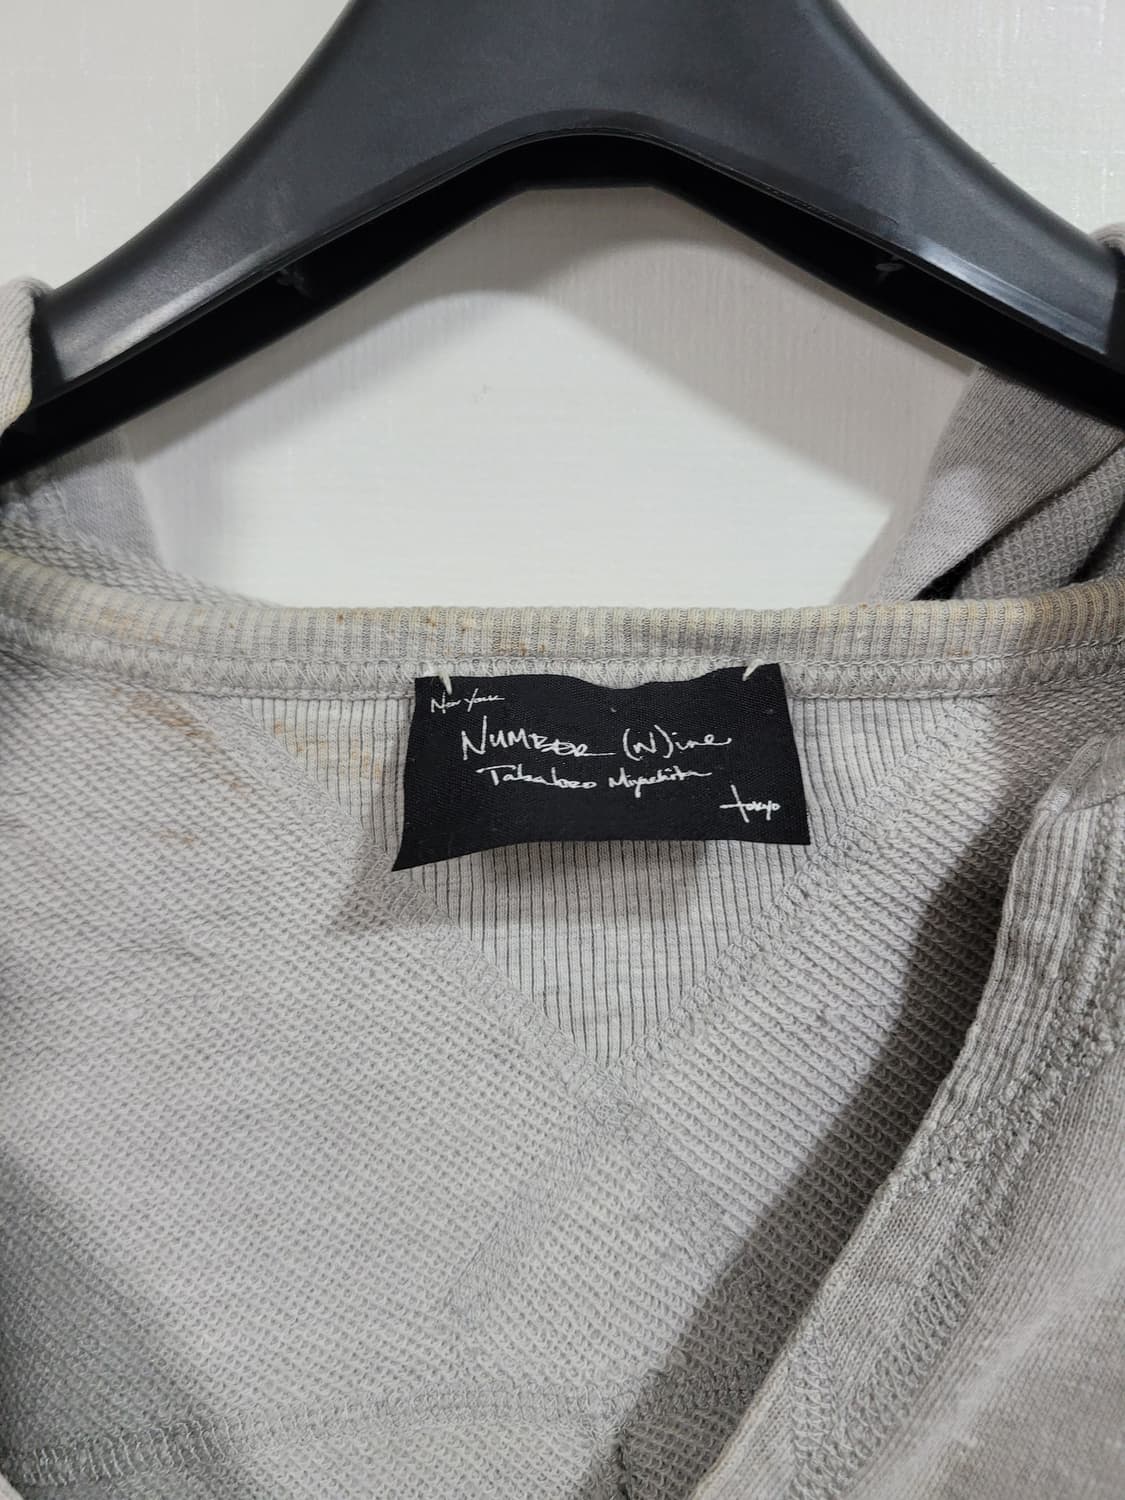 New York
NUMBER (N)ine
Takahiro Miyashita
tokyo